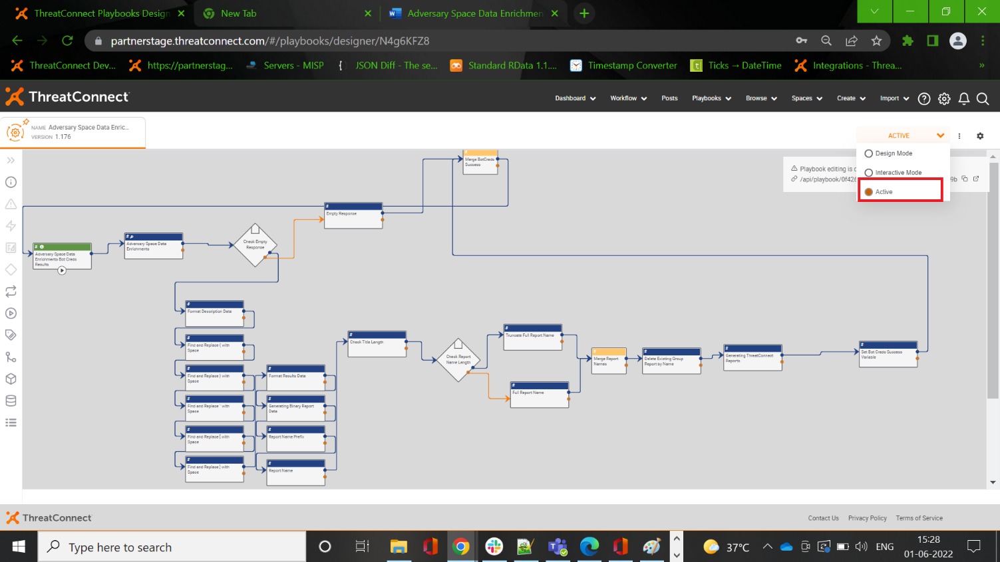 ThreatConnect Playbooks Design
New Tab
Adversary Space Data Enrichmen
partnerstage.threatconnect.com/#/playbooks/designer/N4g6KFZ8
ThreatConnect Dev...
https://partnerstag...
Servers - MISP
JSON Diff - The se...
Standard RData 1.1....
Timestamp Converter
Ticks → DateTime
Integrations - Threa...
»
ThreatConnect
Dashboard
Workflow
Posts
Playbooks
Browse
Spaces
Create
Import
NAME Adversary Space Data Enric...
VERSION 1.176
ACTIVE
Design Mode
Interactive Mode
Active
Playbook editing is
/api/playbook/0f426
9b
Merge BotCreds
Success
Empty Response
Check Empty
Response
Adversary Space Data
Enrichments
Adversary Space Data
Enrichments Bot Creds
Results
Format Description Data
Find and Replace ( with
Space
Find and Replace ) with
Space
Find and Replace ' with
Space
Find and Replace [ with
Space
Find and Replace ] with
Space
Format Results Data
Generating Binary Report
Data
Report Name Prefix
Report Name
Check Title Length
Check Report
Name Length
Truncate Full Report Name
Full Report Name
Merge Report
Names
Delete Existing Group
Report by Name
Generating ThreatConnect
Reports
Set Bot Creds Success
Variable
ThreatConnect
Contact Us
Privacy Policy
Terms of Service
Type here to search
37°C
ENG
15:28
01-06-2022